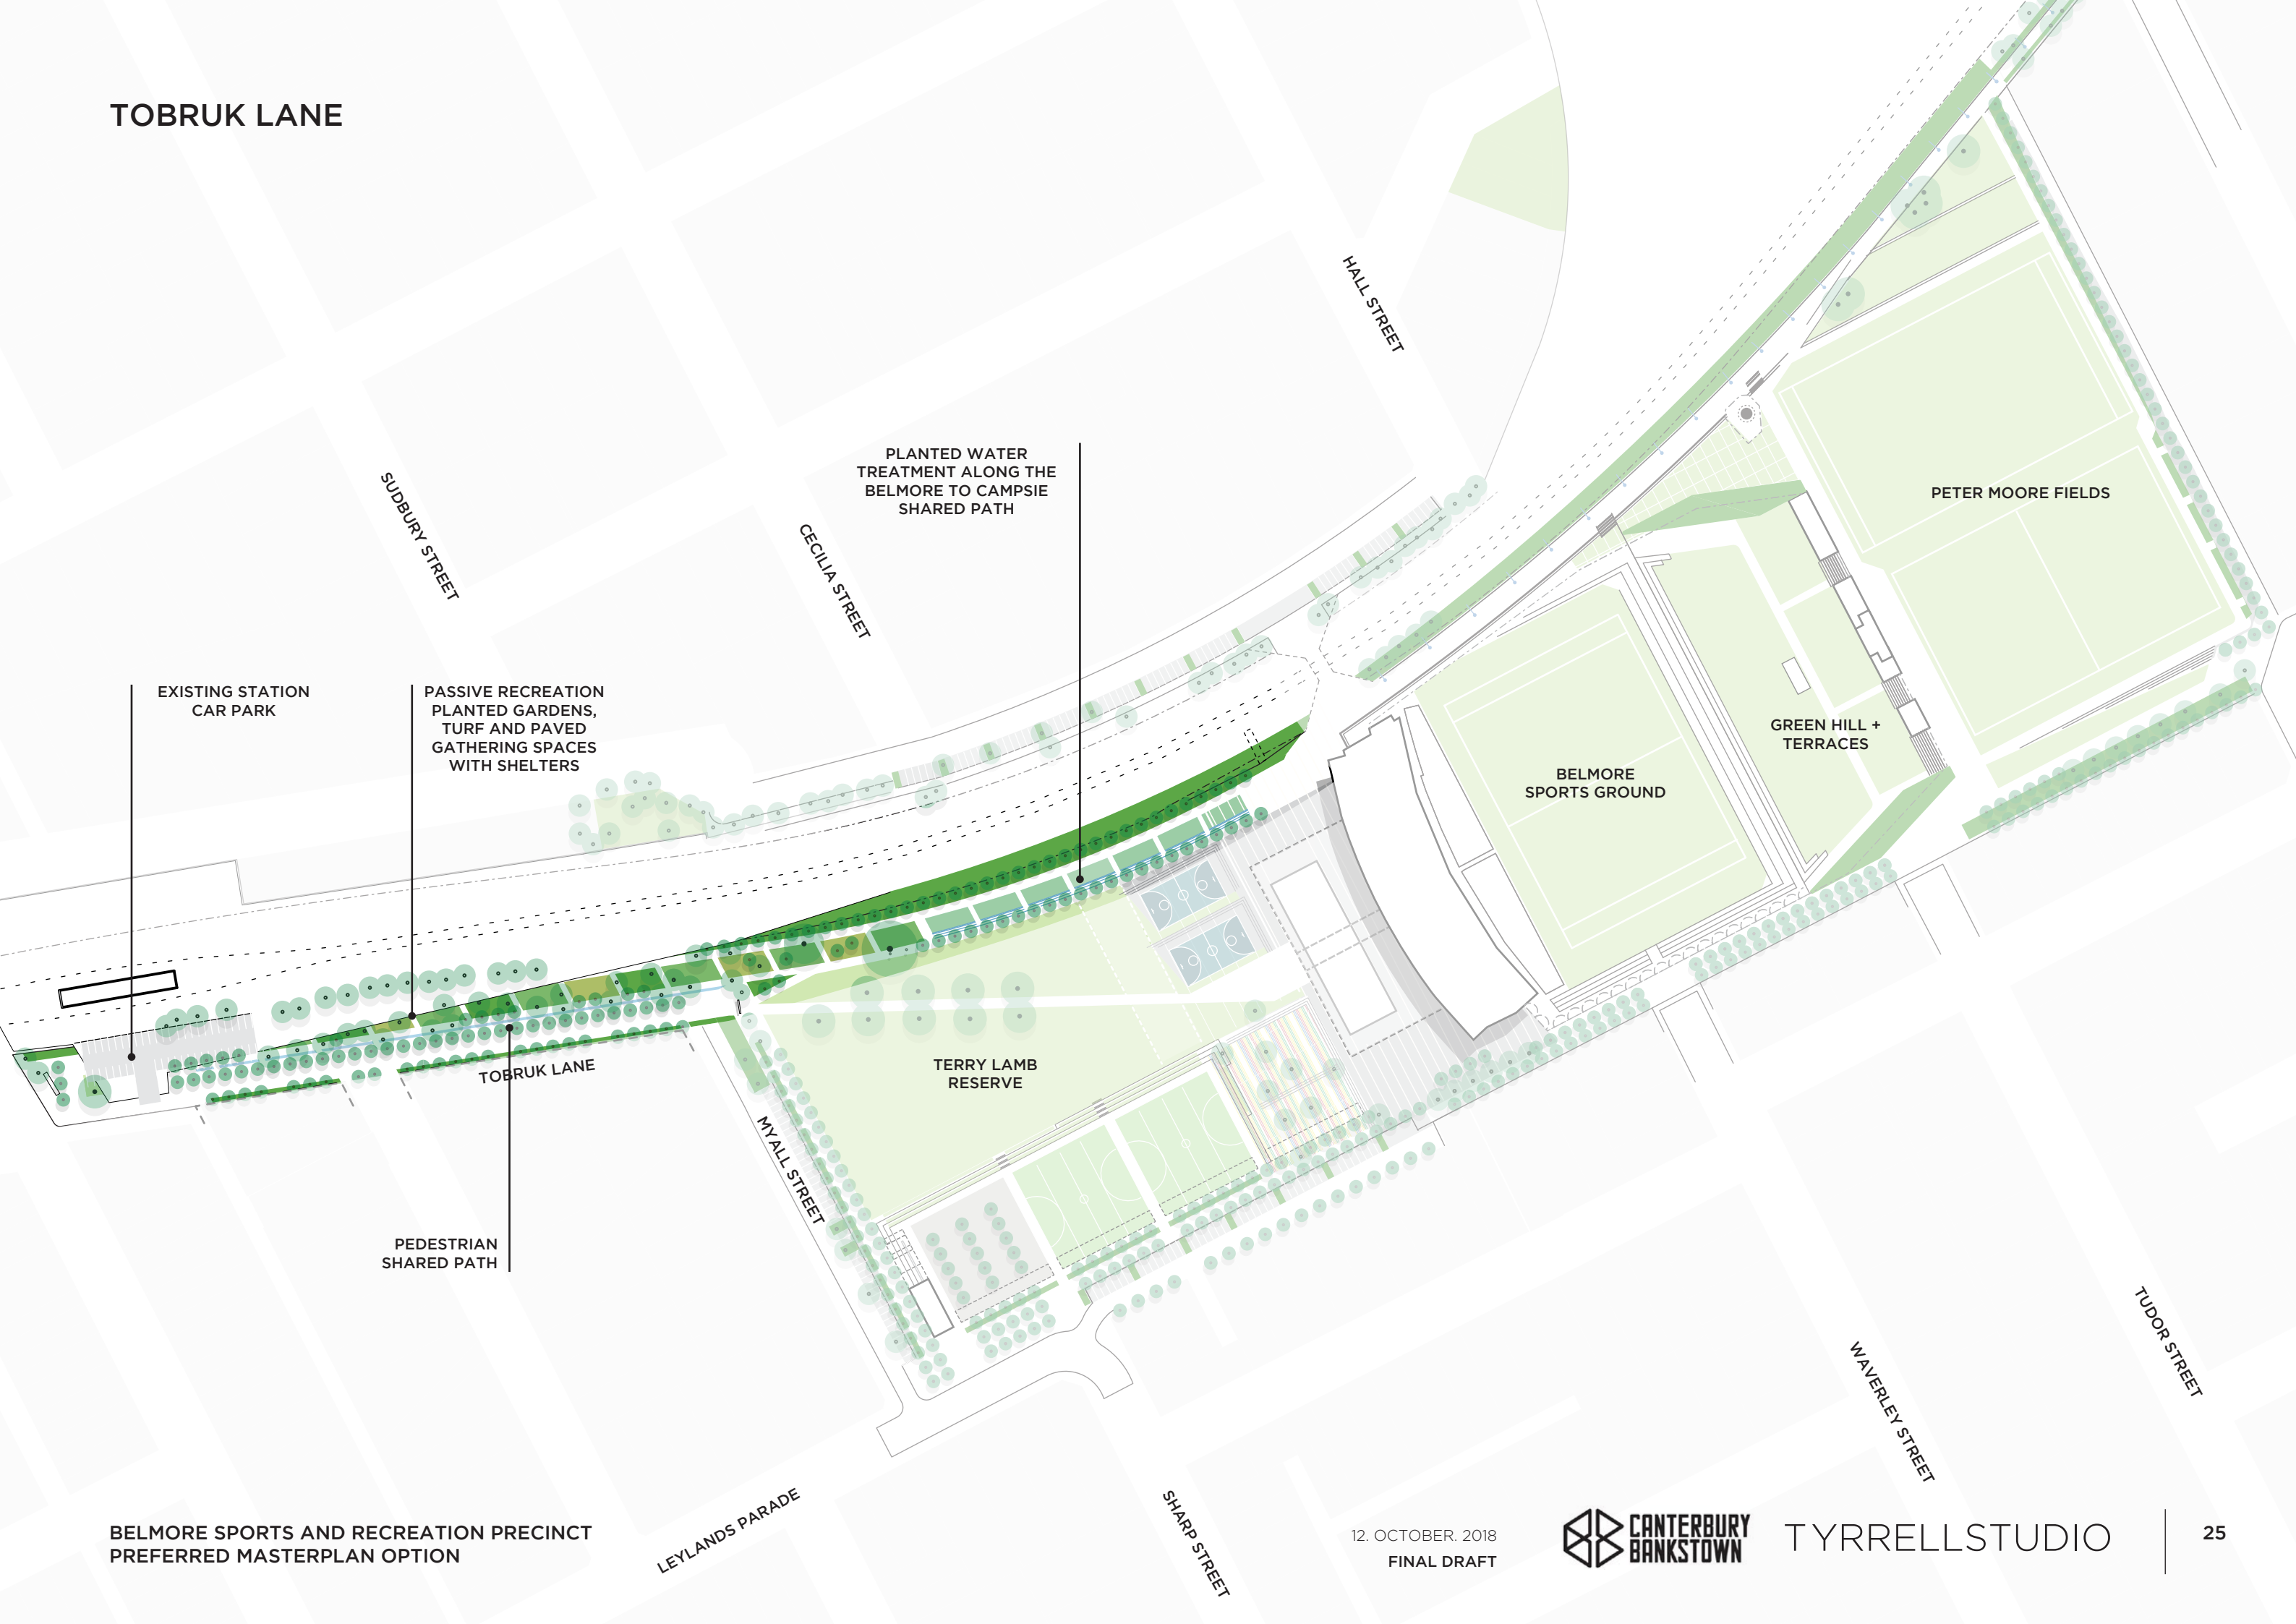 TOBRUK LANE
HALL STREET
SUDBURY STREET
CECILIA STREET
PLANTED WATER
TREATMENT ALONG THE
BELMORE TO CAMPSIE
SHARED PATH
PETER MOORE FIELDS
EXISTING STATION
CAR PARK
PASSIVE RECREATION
PLANTED GARDENS,
TURF AND PAVED
GATHERING SPACES
WITH SHELTERS
GREEN HILL +
TERRACES
BELMORE
SPORTS GROUND
TERRY LAMB
RESERVE
TOBRUK LANE
MYALL STREET
PEDESTRIAN
SHARED PATH
TUDOR STREET
WAVERLEY STREET
LEYLANDS PARADE
SHARP STREET
BELMORE SPORTS AND RECREATION PRECINCT
PREFERRED MASTERPLAN OPTION
12. OCTOBER. 2018
FINAL DRAFT
CANTERBURY
BANKSTOWN
TYRRELLSTUDIO
25